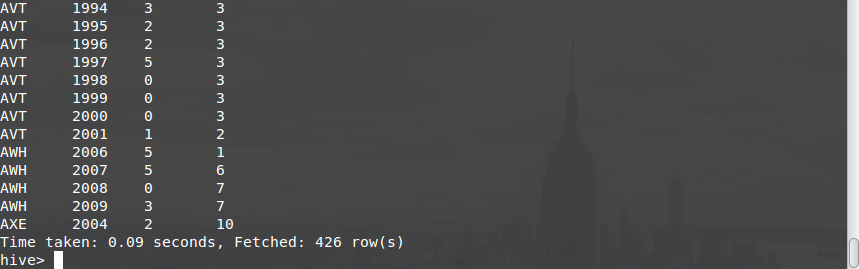 AVT 1994 3 3
AVT 1995 2 3
AVT 1996 2 3
AVT 1997 5 3
AVT 1998 0 3
AVT 1999 0 3
AVT 2000 0 3
AVT 2001 1 2
AWH 2006 5 1
AWH 2007 5 6
AWH 2008 0 7
AWH 2009 3 7
AXE 2004 2 10
Time taken: 0.09 seconds, Fetched: 426 row(s)
hive>